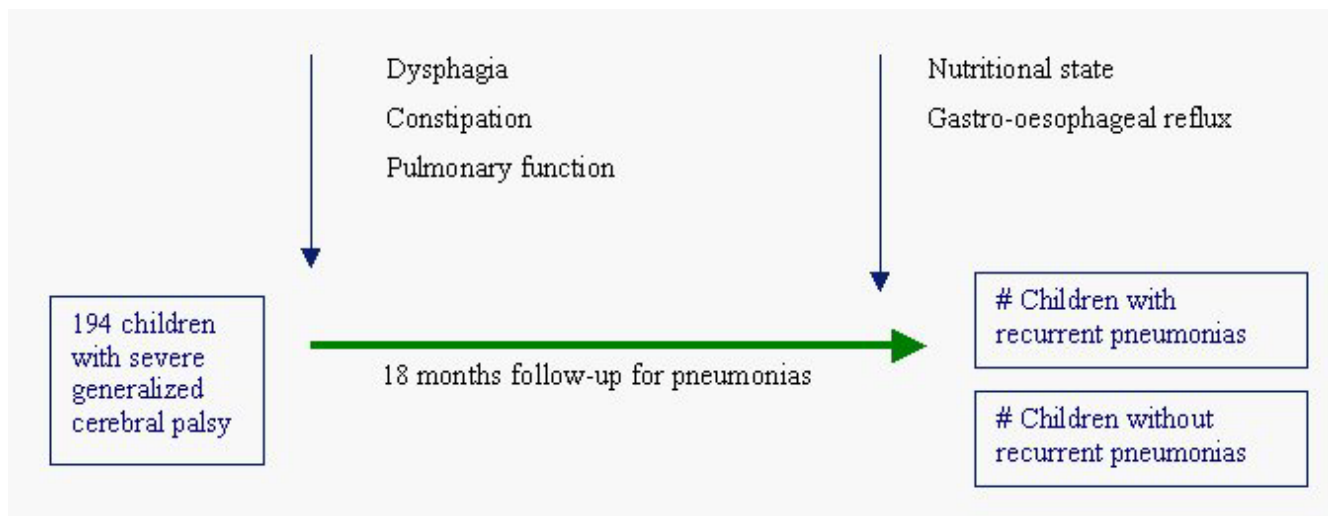 Dysphagia
Constipation
Pulmonary function
Nutritional state
Gastro-oesophageal reflux
194 children
with severe
generalized
cerebral palsy
18 months follow-up for pneumonias
# Children with
recurrent pneumonias
# Children without
recurrent pneumonias